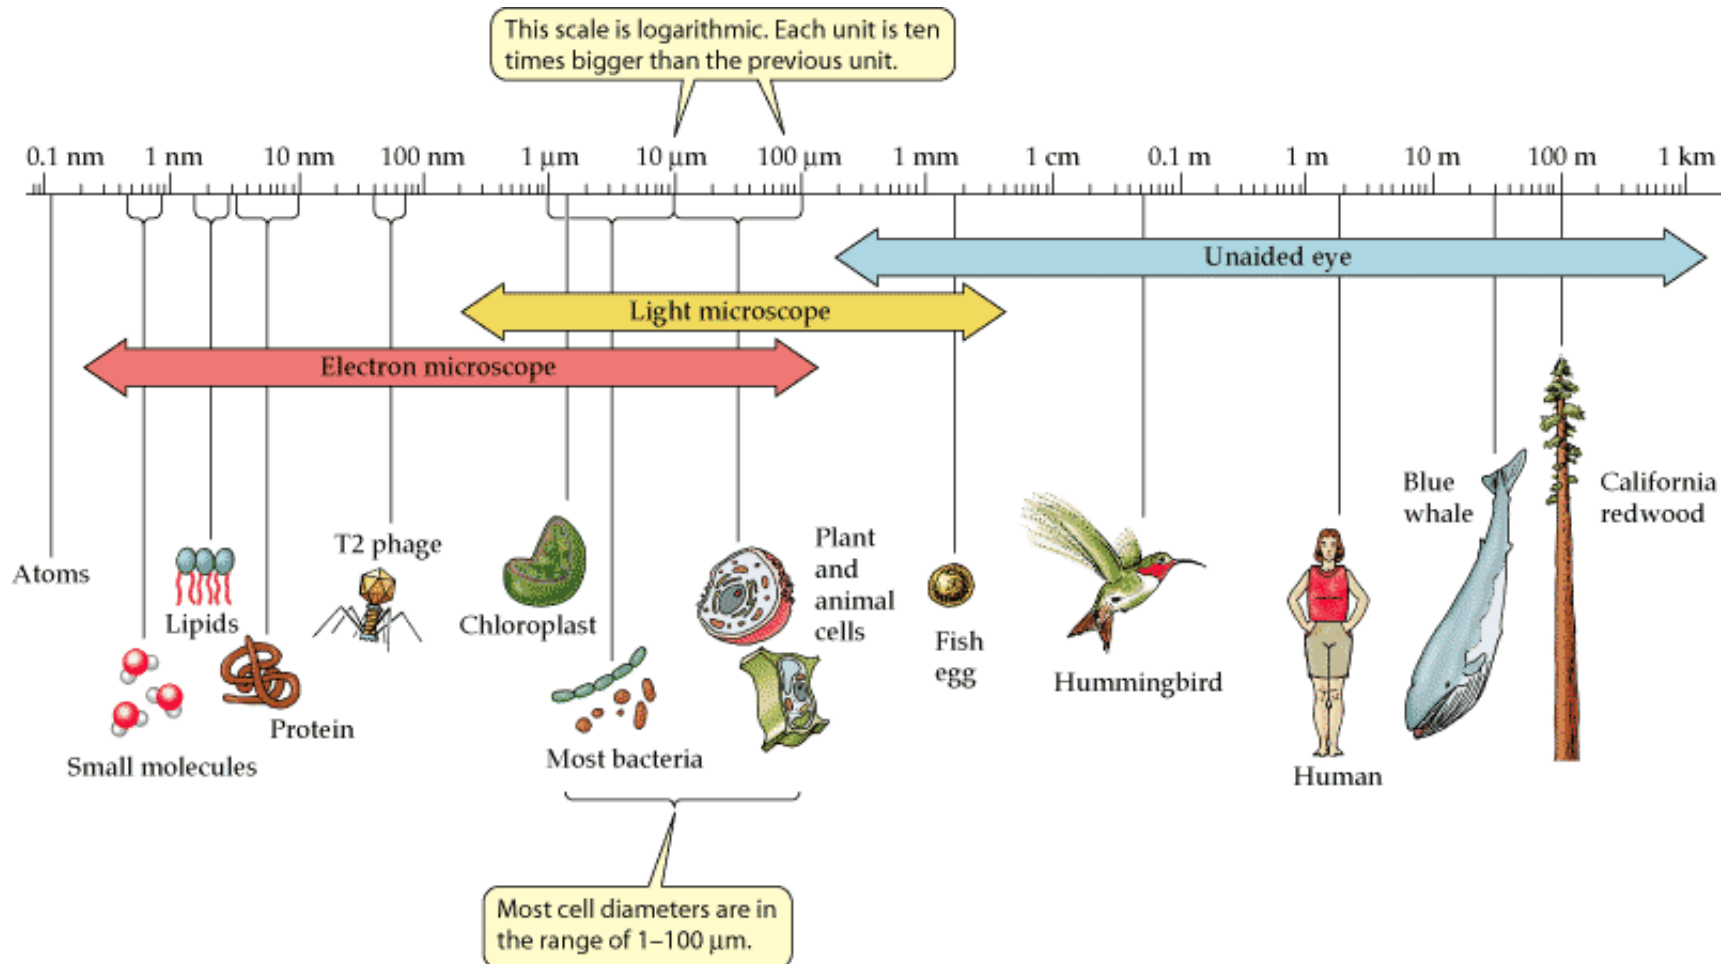 This scale is logarithmic. Each unit is ten
times bigger than the previous unit.
0.1 nm 1 nm 10 nm 100 nm 1 µm 10 µm 100 µm 1 mm 1 cm 0.1 m 1 m 10 m 100 m 1 km
Unaided eye
Light microscope
Electron microscope
Atoms
Small molecules
Lipids
Protein
T2 phage
Chloroplast
Most bacteria
Plant
and
animal
cells
Fish
egg
Hummingbird
Human
Blue
whale
California
redwood
Most cell diameters are in
the range of 1–100 µm.